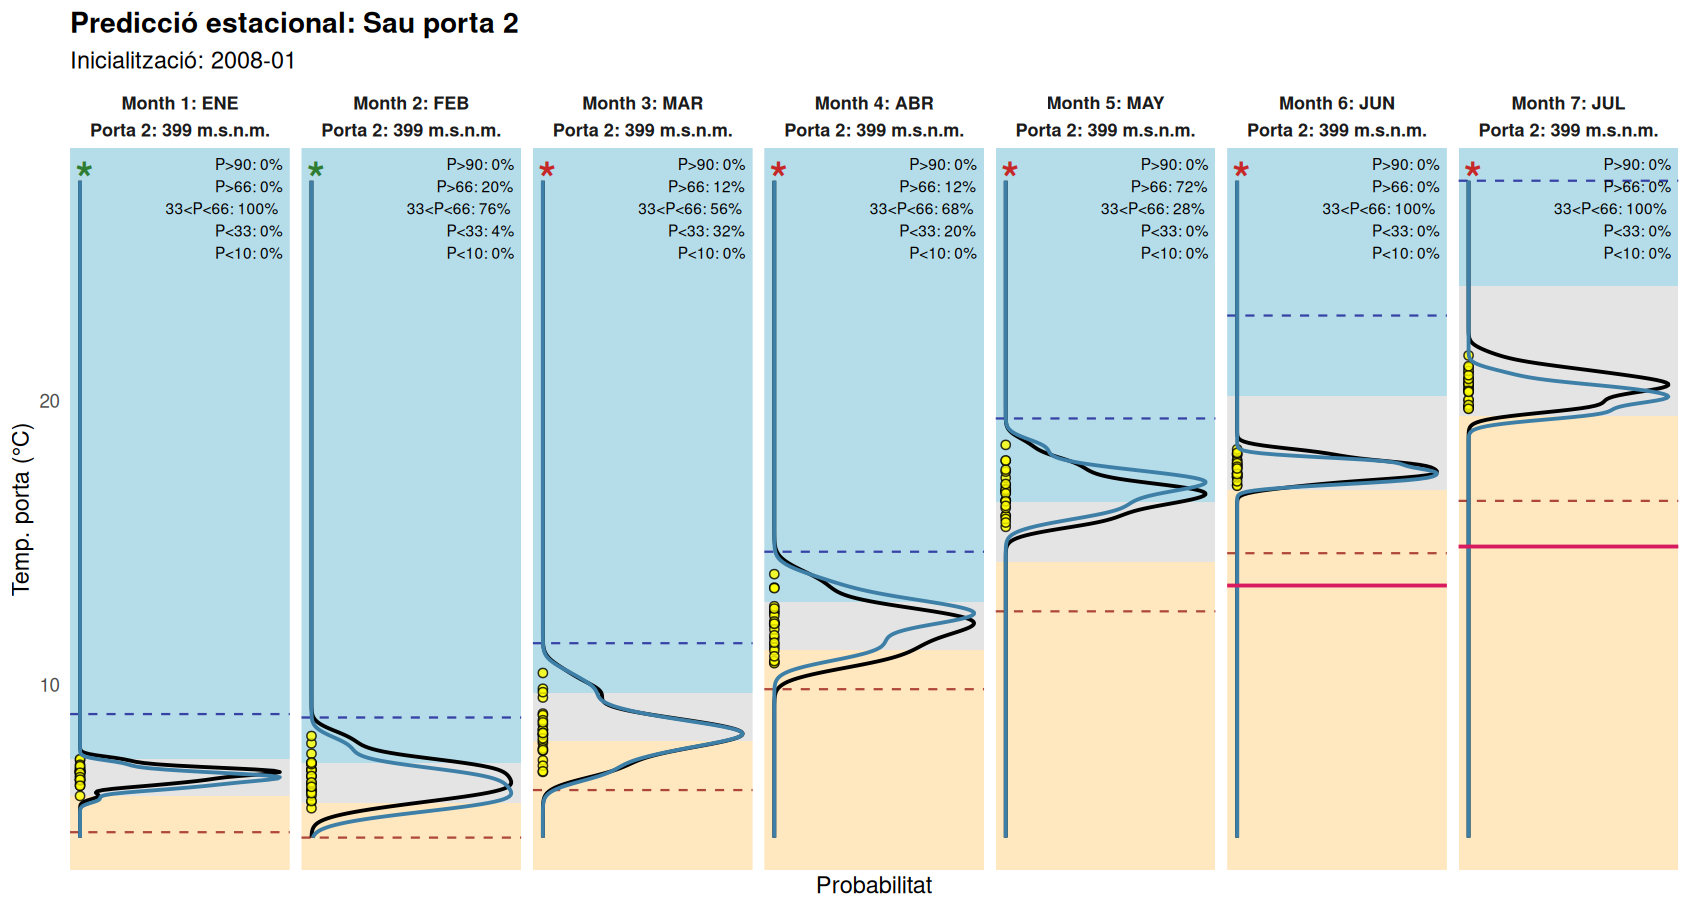 Predicció estacional: Sau porta 2
Inicialització: 2008-01
Month 1: ENE
Porta 2: 399 m.s.n.m.
Month 2: FEB
Porta 2: 399 m.s.n.m.
Month 3: MAR
Porta 2: 399 m.s.n.m.
Month 4: ABR
Porta 2: 399 m.s.n.m.
Month 5: MAY
Porta 2: 399 m.s.n.m.
Month 6: JUN
Porta 2: 399 m.s.n.m.
Month 7: JUL
Porta 2: 399 m.s.n.m.
*
P>90: 0%
P>66: 0%
33<P<66: 100%
P<33: 0%
P<10: 0%
*
P>90: 0%
P>66: 20%
33<P<66: 76%
P<33: 4%
P<10: 0%
*
P>90: 0%
P>66: 12%
33<P<66: 56%
P<33: 32%
P<10: 0%
*
P>90: 0%
P>66: 12%
33<P<66: 68%
P<33: 20%
P<10: 0%
*
P>90: 0%
P>66: 72%
33<P<66: 28%
P<33: 0%
P<10: 0%
*
P>90: 0%
P>66: 0%
33<P<66: 100%
P<33: 0%
P<10: 0%
*
P>90: 0%
P>66: 0%
33<P<66: 100%
P<33: 0%
P<10: 0%
20
10
Temp. porta (°C)
Probabilitat